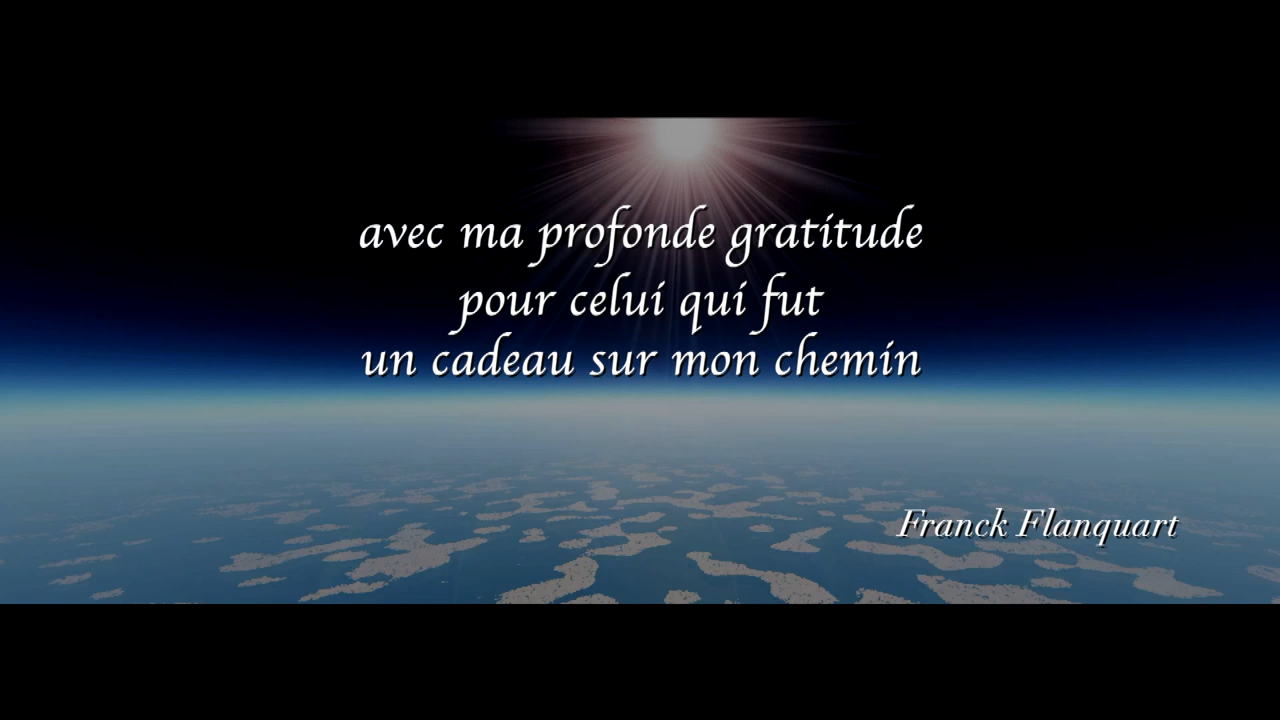 avec ma profonde gratitude
pour celui qui fut
un cadeau sur mon chemin
Franck Flanquart